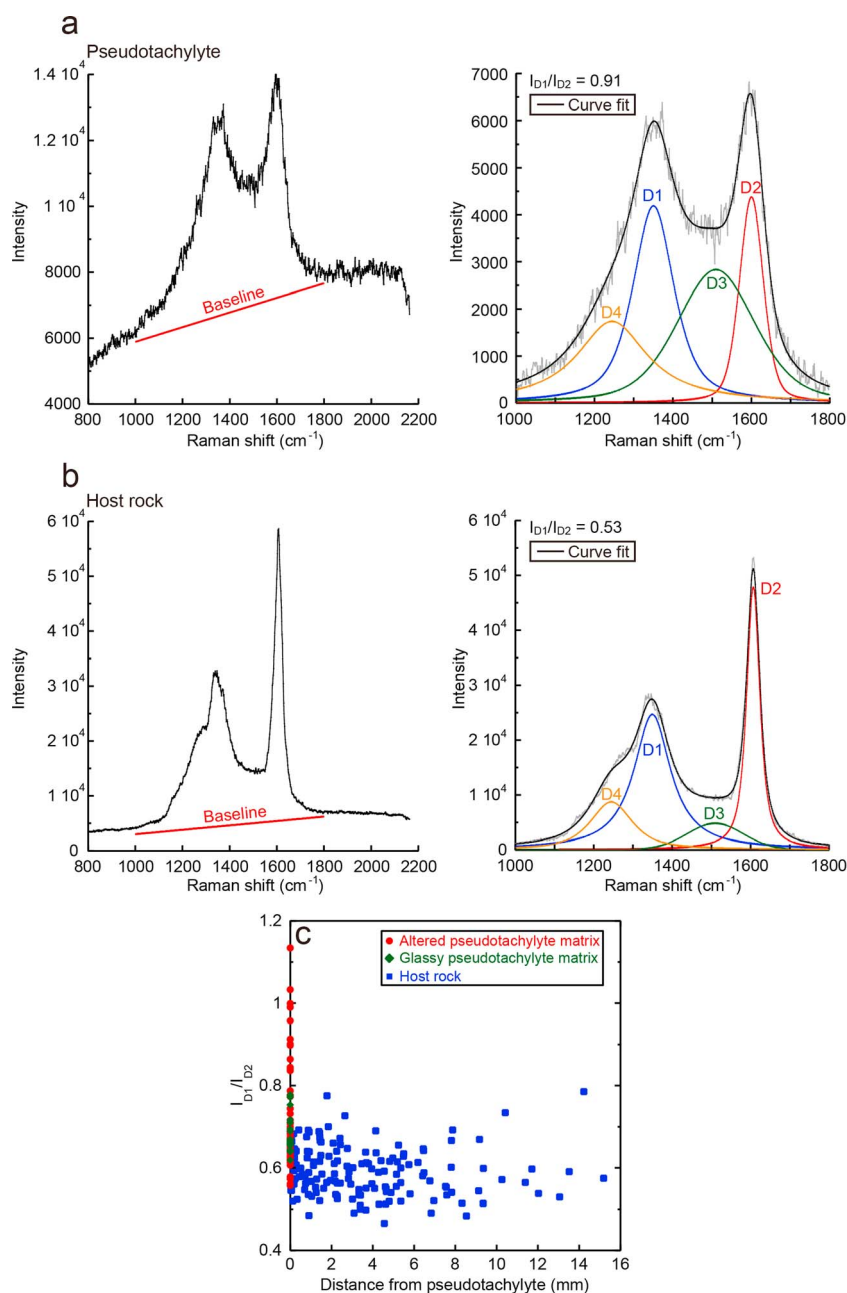 a
Pseudotachylyte
1.4 10⁴
1.2 10⁴
1 10⁴
8000
6000
4000
Intensity
Baseline
800 1000 1200 1400 1600 1800 2000 2200
Raman shift (cm⁻¹)
I_D1/I_D2 = 0.91
Curve fit
7000
6000
5000
4000
3000
2000
1000
0
Intensity
D1
D2
D3
D4
1000 1200 1400 1600 1800
Raman shift (cm⁻¹)
b
Host rock
6 10⁴
5 10⁴
4 10⁴
3 10⁴
2 10⁴
1 10⁴
0
Intensity
Baseline
800 1000 1200 1400 1600 1800 2000 2200
Raman shift (cm⁻¹)
I_D1/I_D2 = 0.53
Curve fit
6 10⁴
5 10⁴
4 10⁴
3 10⁴
2 10⁴
1 10⁴
0
Intensity
D2
D1
D4
D3
1000 1200 1400 1600 1800
Raman shift (cm⁻¹)
c
Altered pseudotachylyte matrix
Glassy pseudotachylyte matrix
Host rock
1.2
1
0.8
0.6
0.4
I_D1/I_D2
0 2 4 6 8 10 12 14 16
Distance from pseudotachylyte (mm)